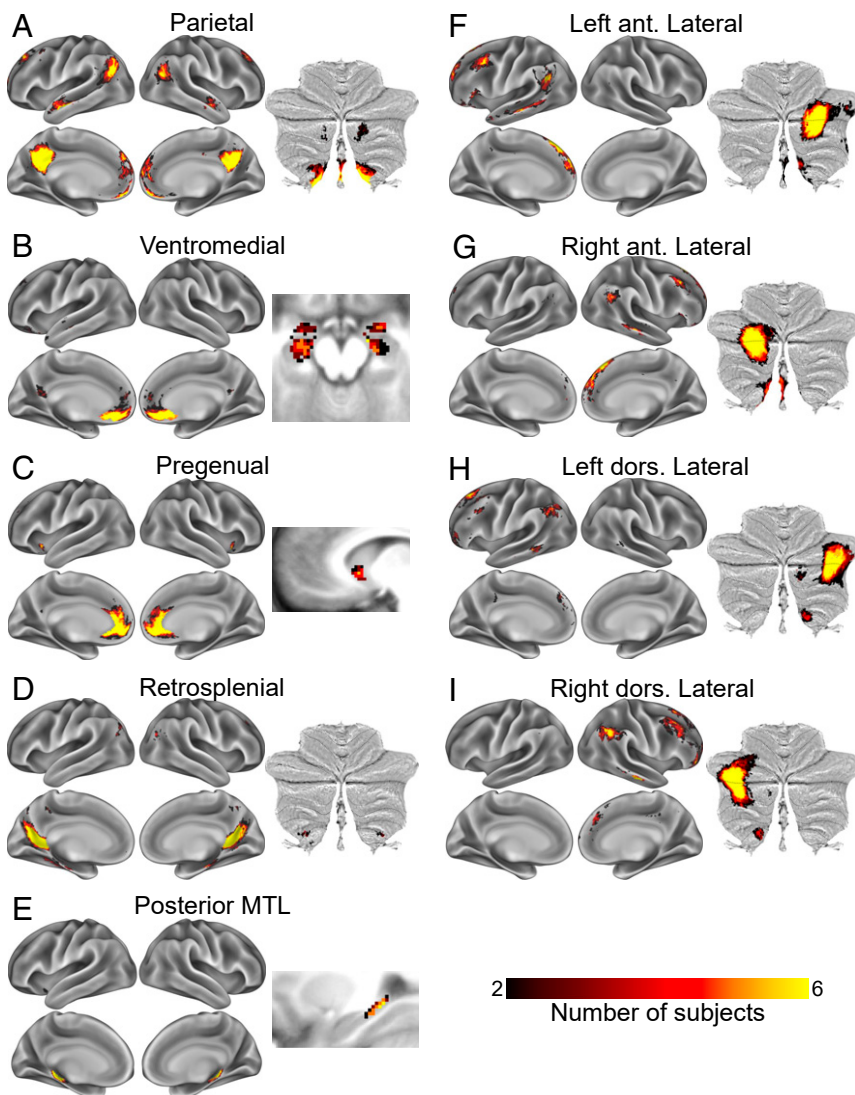 A Parietal
B Ventromedial
C Pregenual
D Retrosplenial
E Posterior MTL
F Left ant. Lateral
G Right ant. Lateral
H Left dors. Lateral
I Right dors. Lateral
2 6
Number of subjects